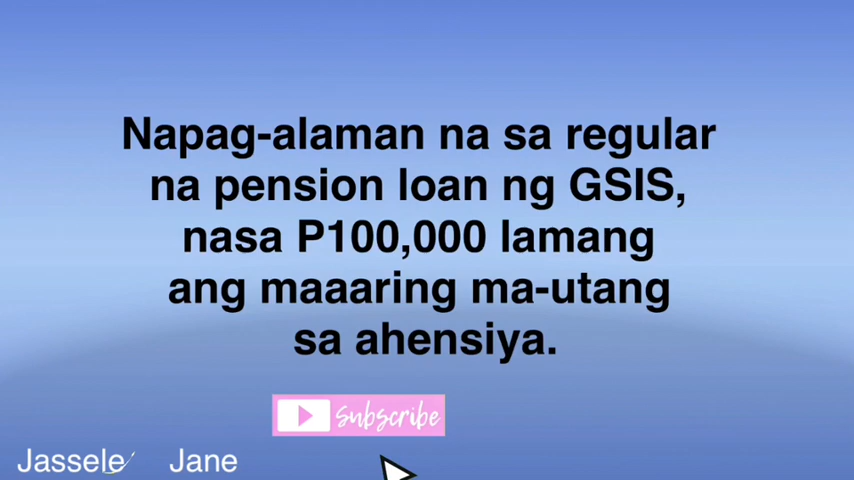 Napag-alaman na sa regular
na pension loan ng GSIS,
nasa P100,000 lamang
ang maaaring ma-utang
sa ahensiya.
Subscribe
Jassele Jane